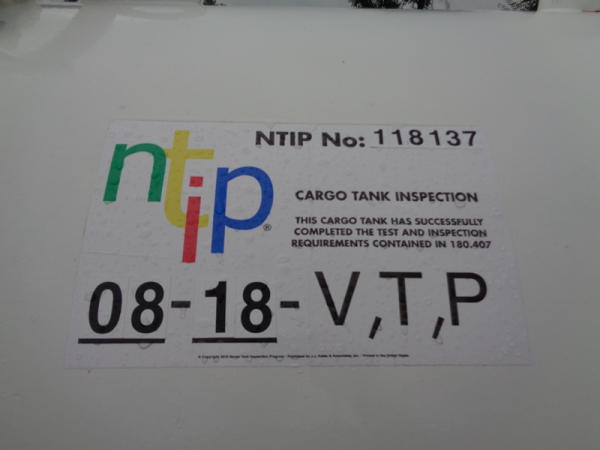 ntip®
NTIP No: 118137
CARGO TANK INSPECTION
THIS CARGO TANK HAS SUCCESSFULLY
COMPLETED THE TEST AND INSPECTION
REQUIREMENTS CONTAINED IN 180.407
08-18-V,T,P